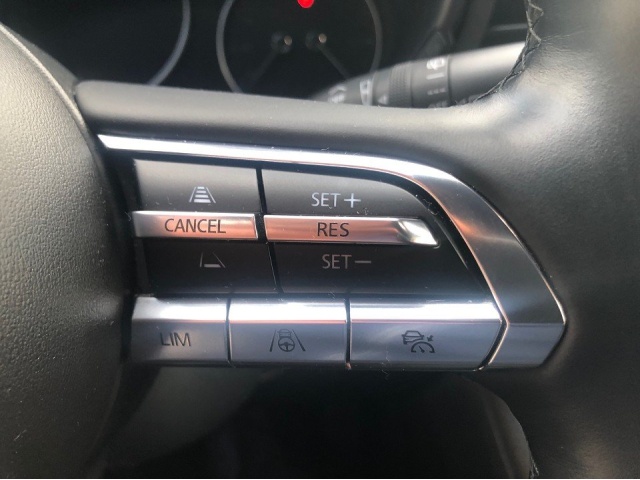 SET+
CANCEL
RES
SET-
LIM